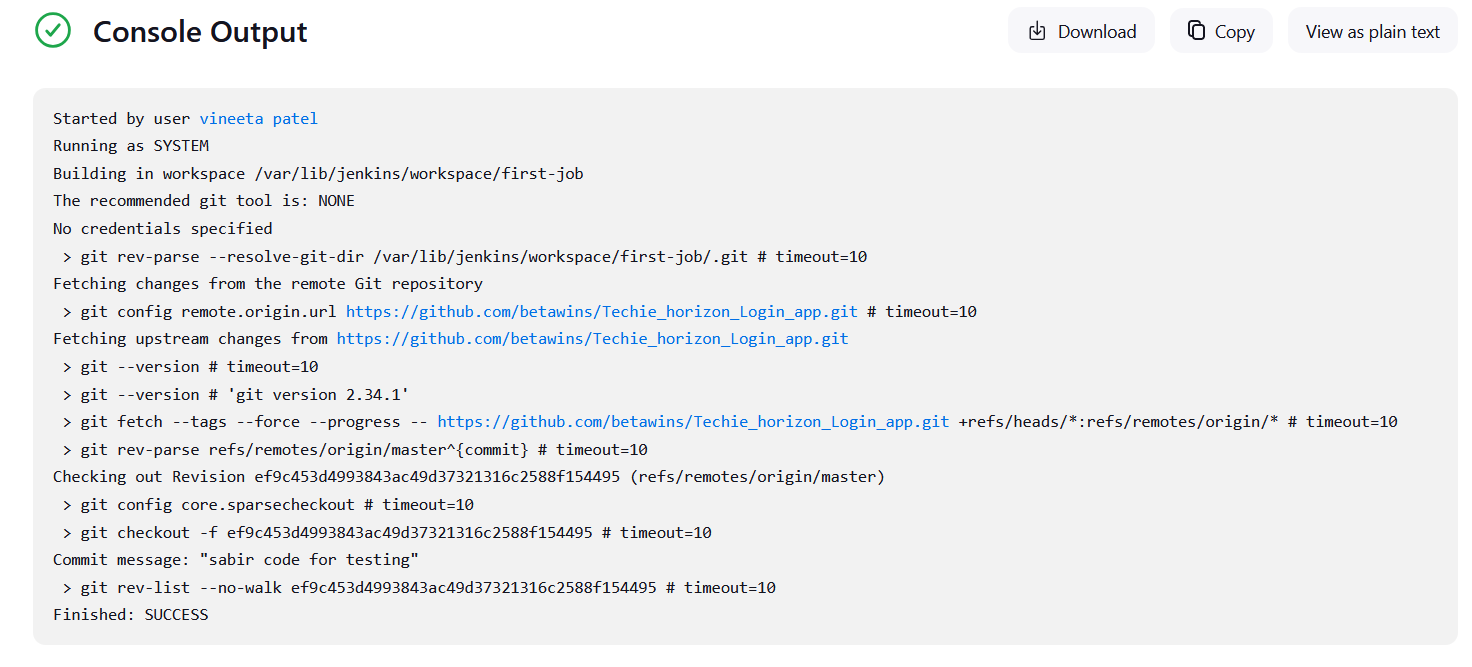 Console Output
Download
Copy
View as plain text
Started by user vineeta patel
Running as SYSTEM
Building in workspace /var/lib/jenkins/workspace/first-job
The recommended git tool is: NONE
No credentials specified
 > git rev-parse --resolve-git-dir /var/lib/jenkins/workspace/first-job/.git # timeout=10
Fetching changes from the remote Git repository
 > git config remote.origin.url https://github.com/betawins/Techie_horizon_Login_app.git # timeout=10
Fetching upstream changes from https://github.com/betawins/Techie_horizon_Login_app.git
 > git --version # timeout=10
 > git --version # 'git version 2.34.1'
 > git fetch --tags --force --progress -- https://github.com/betawins/Techie_horizon_Login_app.git +refs/heads/*:refs/remotes/origin/* # timeout=10
 > git rev-parse refs/remotes/origin/master^{commit} # timeout=10
Checking out Revision ef9c453d4993843ac49d37321316c2588f154495 (refs/remotes/origin/master)
 > git config core.sparsecheckout # timeout=10
 > git checkout -f ef9c453d4993843ac49d37321316c2588f154495 # timeout=10
Commit message: "sabir code for testing"
 > git rev-list --no-walk ef9c453d4993843ac49d37321316c2588f154495 # timeout=10
Finished: SUCCESS